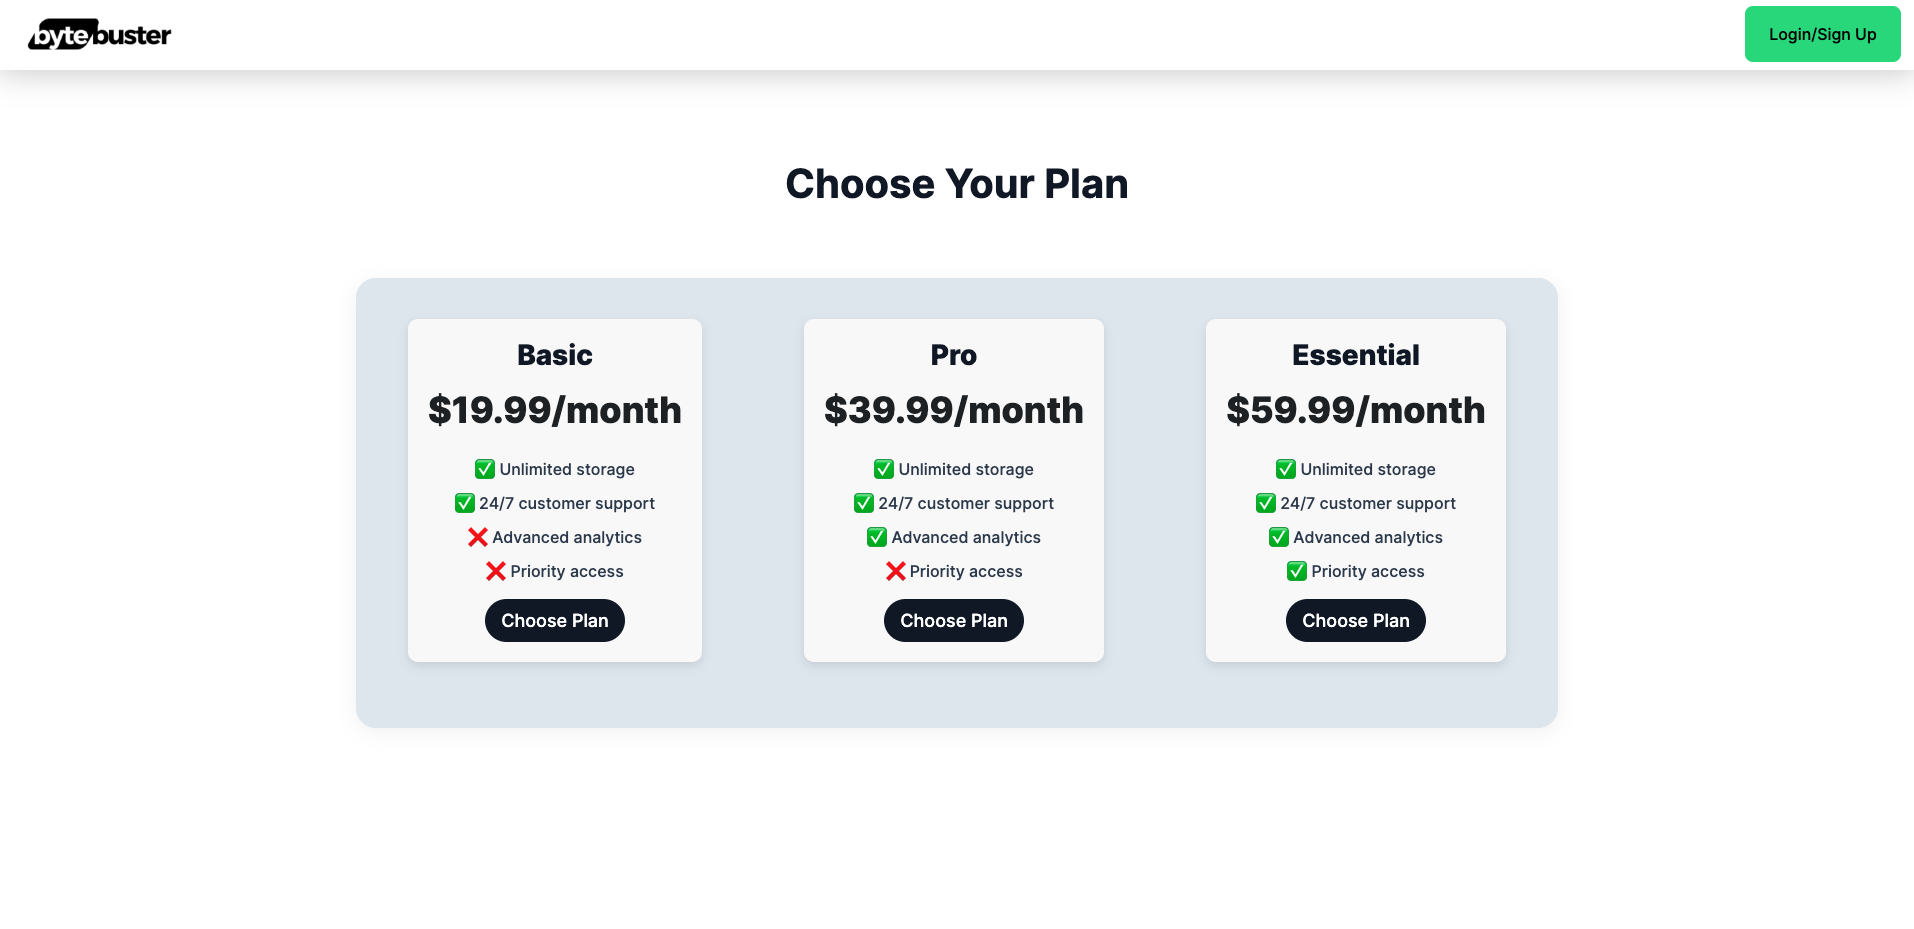 bytebuster
Login/Sign Up
Choose Your Plan
Basic
$19.99/month
✅ Unlimited storage
✅ 24/7 customer support
❌ Advanced analytics
❌ Priority access
Choose Plan
Pro
$39.99/month
✅ Unlimited storage
✅ 24/7 customer support
✅ Advanced analytics
❌ Priority access
Choose Plan
Essential
$59.99/month
✅ Unlimited storage
✅ 24/7 customer support
✅ Advanced analytics
✅ Priority access
Choose Plan